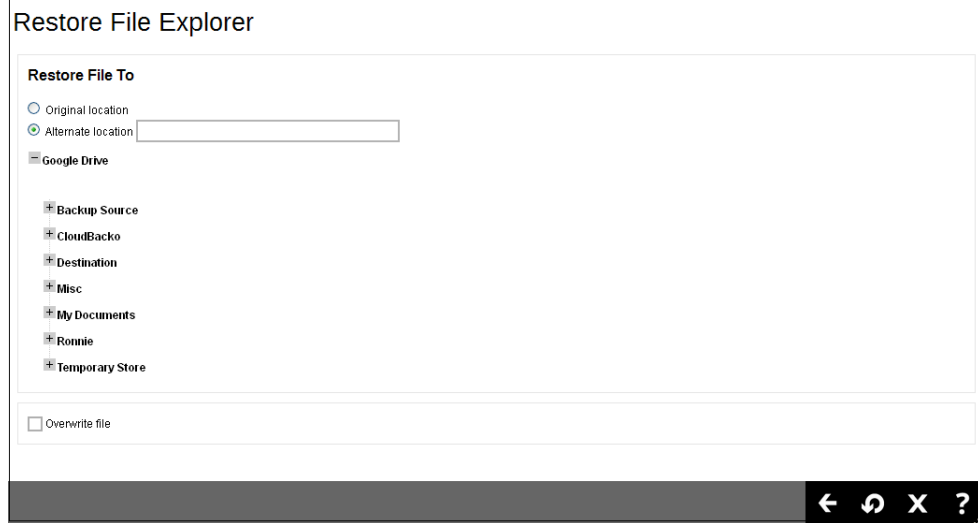 Restore File Explorer
Restore File To
Original location
Alternate location
Google Drive
Backup Source
CloudBacko
Destination
Misc
My Documents
Ronnie
Temporary Store
Overwrite file
X ?